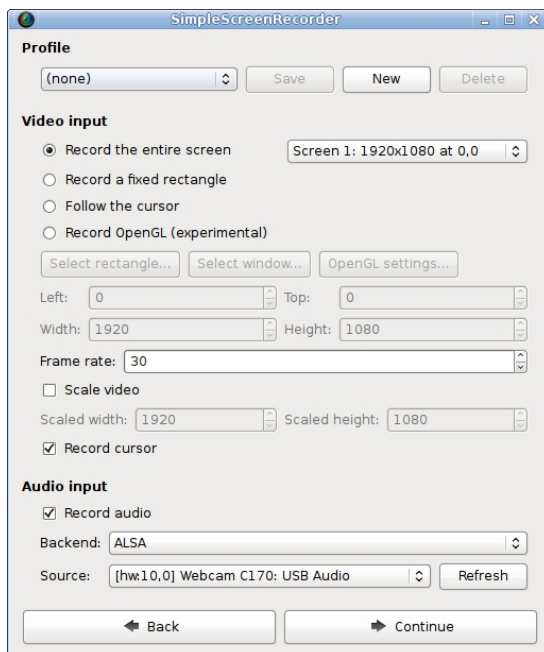 SimpleScreenRecorder
Profile
(none) Save New Delete
Video input
Record the entire screen Screen 1: 1920x1080 at 0,0
Record a fixed rectangle
Follow the cursor
Record OpenGL (experimental)
Select rectangle... Select window... OpenGL settings...
Left: 0 Top: 0
Width: 1920 Height: 1080
Frame rate: 30
Scale video
Scaled width: 1920 Scaled height: 1080
Record cursor
Audio input
Record audio
Backend: ALSA
Source: [hw:10,0] Webcam C170: USB Audio Refresh
Back Continue